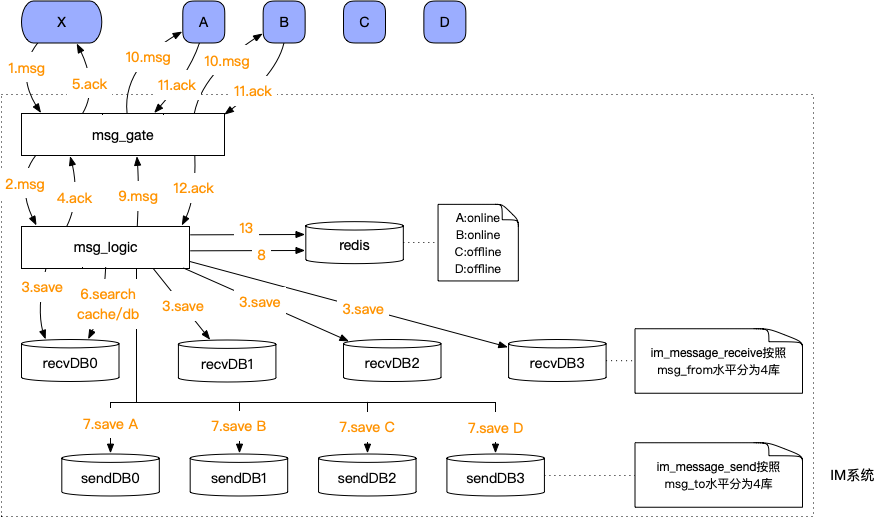 X
A
B
C
D
1.msg
5.ack
10.msg
11.ack
10.msg
11.ack
msg_gate
2.msg
4.ack
9.msg
12.ack
msg_logic
13
8
redis
A:online
B:online
C:offline
D:offline
3.save
6.search
cache/db
3.save
3.save
3.save
recvDB0
recvDB1
recvDB2
recvDB3
im_message_receive按照
msg_from水平分为4库
7.save A
7.save B
7.save C
7.save D
sendDB0
sendDB1
sendDB2
sendDB3
im_message_send按照
msg_to水平分为4库
IM系统